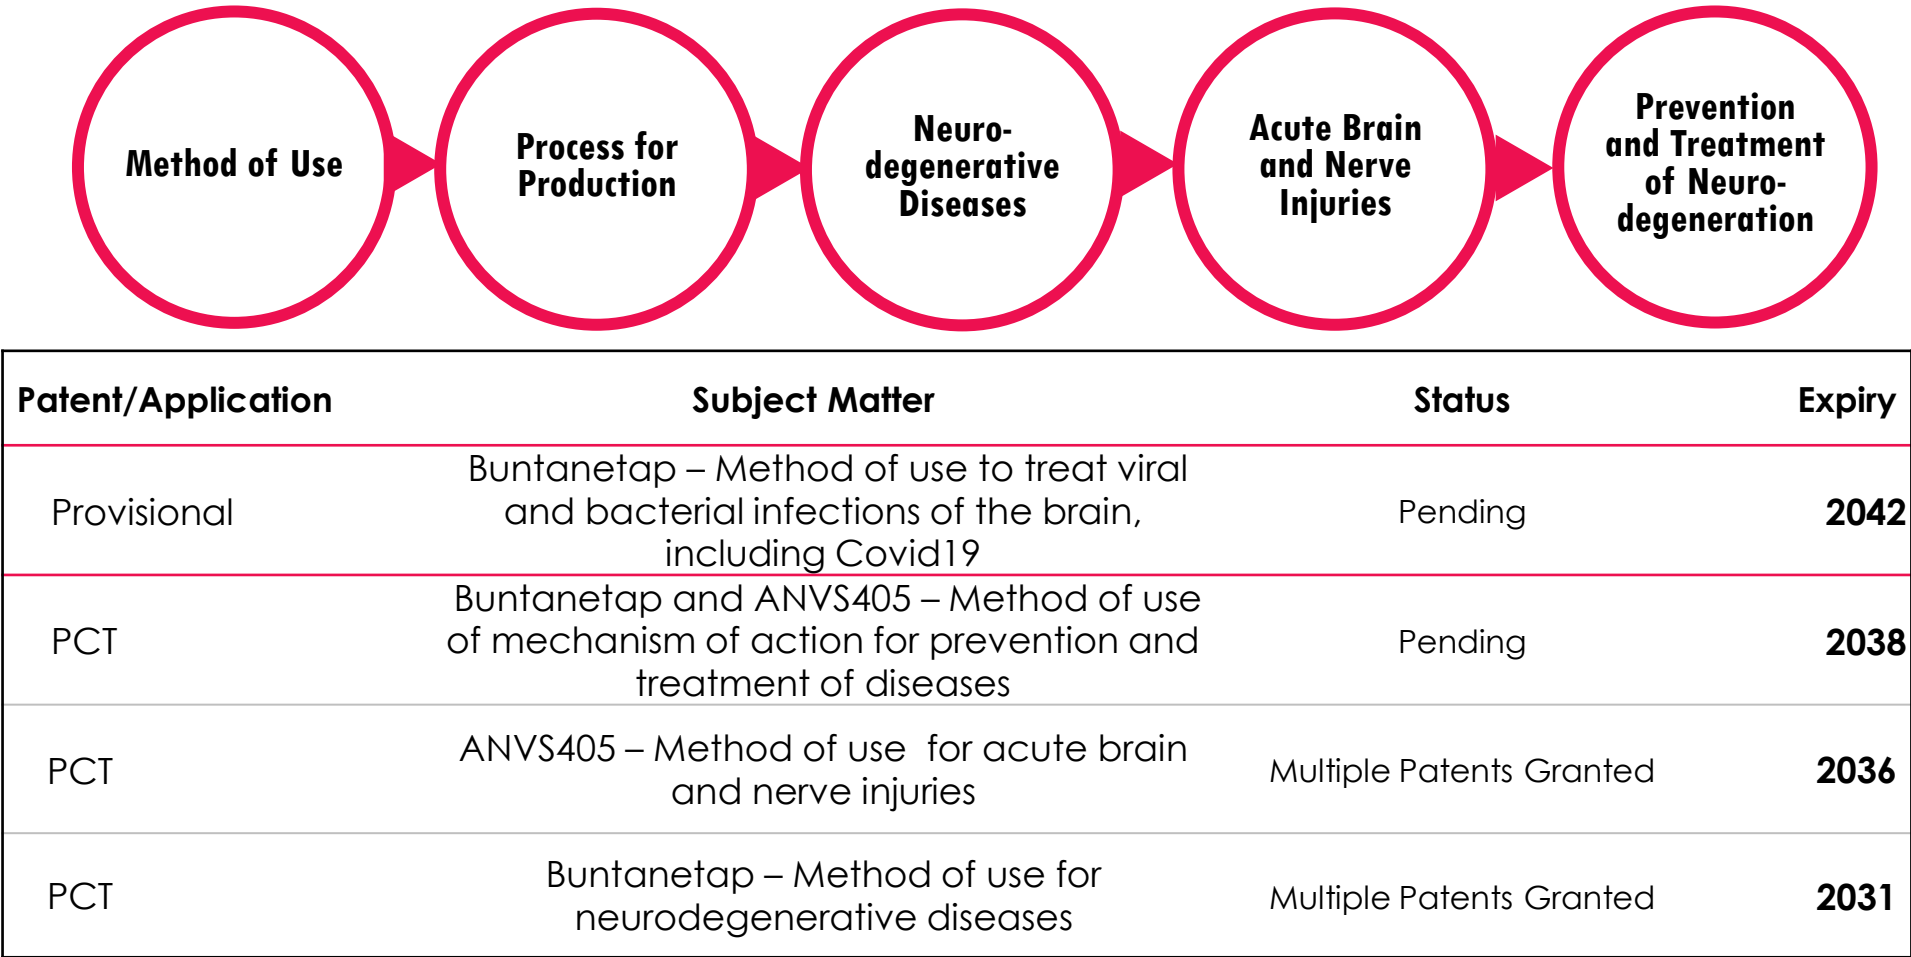 Method of Use
Process for
Production
Neuro-
degenerative
Diseases
Acute Brain
and Nerve
Injuries
Prevention
and Treatment
of Neuro-
degeneration
Patent/Application Subject Matter Status Expiry
Buntanetap – Method of use to treat viral
and bacterial infections of the brain,
including Covid19
Provisional
Pending
2042
Buntanetap and ANVS405 – Method of use
of mechanism of action for prevention and
treatment of diseases
PCT
Pending
2038
ANVS405 – Method of use  for acute brain
and nerve injuries
PCT
Multiple Patents Granted
2036
Buntanetap – Method of use for
neurodegenerative diseases
PCT
Multiple Patents Granted
2031